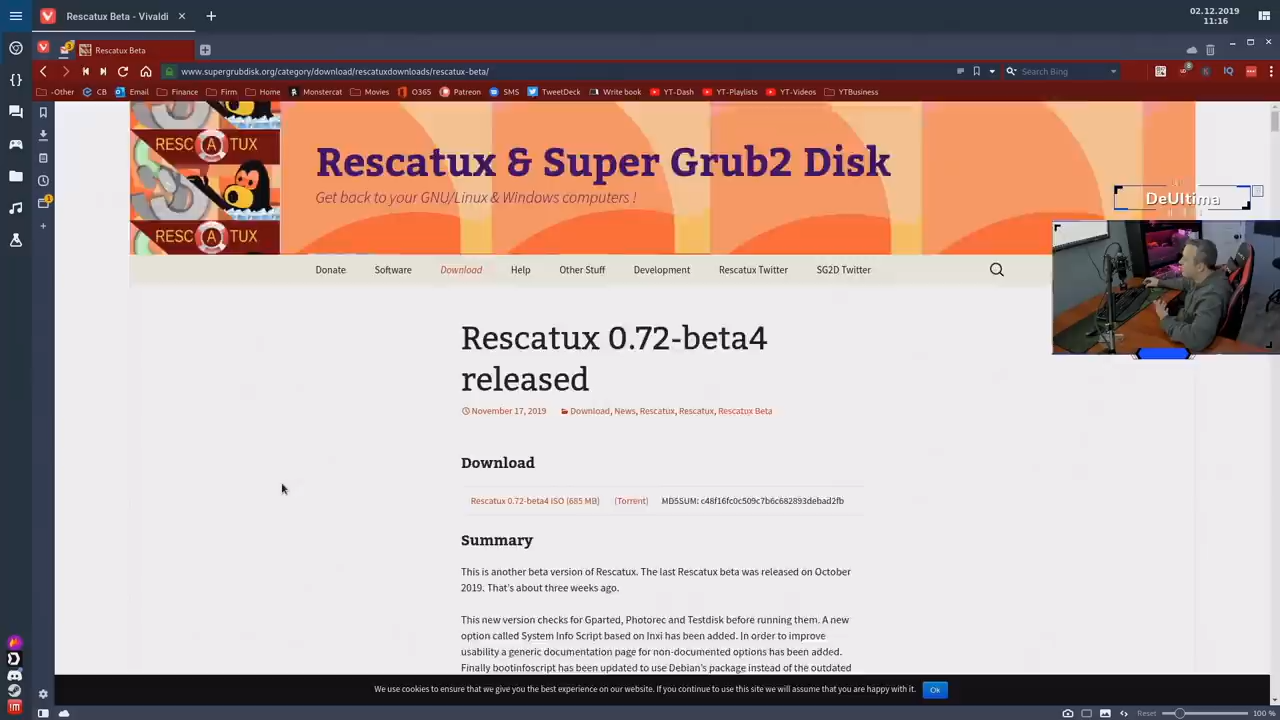 Rescatux Beta - Vivaldi
02.12.2019
11:16
Rescatux Beta
www.supergrubdisk.org/category/download/rescatuxdownloads/rescatux-beta/
Search Bing
-Other CB Email Finance Firm Home Monstercat Movies O365 Patreon SMS TweetDeck Write book YT-Dash YT-Playlists YT-Videos YTBusiness
RESC A TUX
RESC A TUX
Rescatux & Super Grub2 Disk
Get back to your GNU/Linux & Windows computers !
DeUltima
Donate Software Download Help Other Stuff Development Rescatux Twitter SG2D Twitter
Rescatux 0.72-beta4
released
November 17, 2019 Download, News, Rescatux, Rescatux, Rescatux Beta
Download
Rescatux 0.72-beta4 ISO (685 MB) (Torrent) MD5SUM: c48f16fc0c509c7b6c682893debad2fb
Summary
This is another beta version of Rescatux. The last Rescatux beta was released on October
2019. That's about three weeks ago.
This new version checks for Gparted, Photorec and Testdisk before running them. A new
option called System Info Script based on Inxi has been added. In order to improve
usability a generic documentation page for non-documented options has been added.
Finally bootinfoscript has been updated to use Debian's package instead of the outdated
We use cookies to ensure that we give you the best experience on our website. If you continue to use this site we will assume that you are happy with it. Ok
Reset 100 %